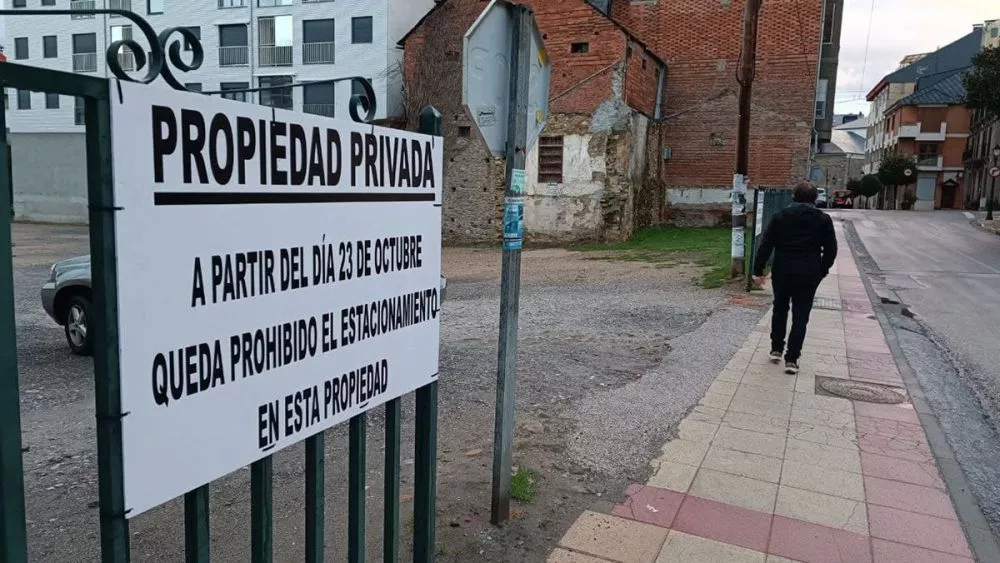 PROPIEDAD PRIVADA
A PARTIR DEL DÍA 23 DE OCTUBRE
QUEDA PROHIBIDO EL ESTACIONAMIENTO
EN ESTA PROPIEDAD